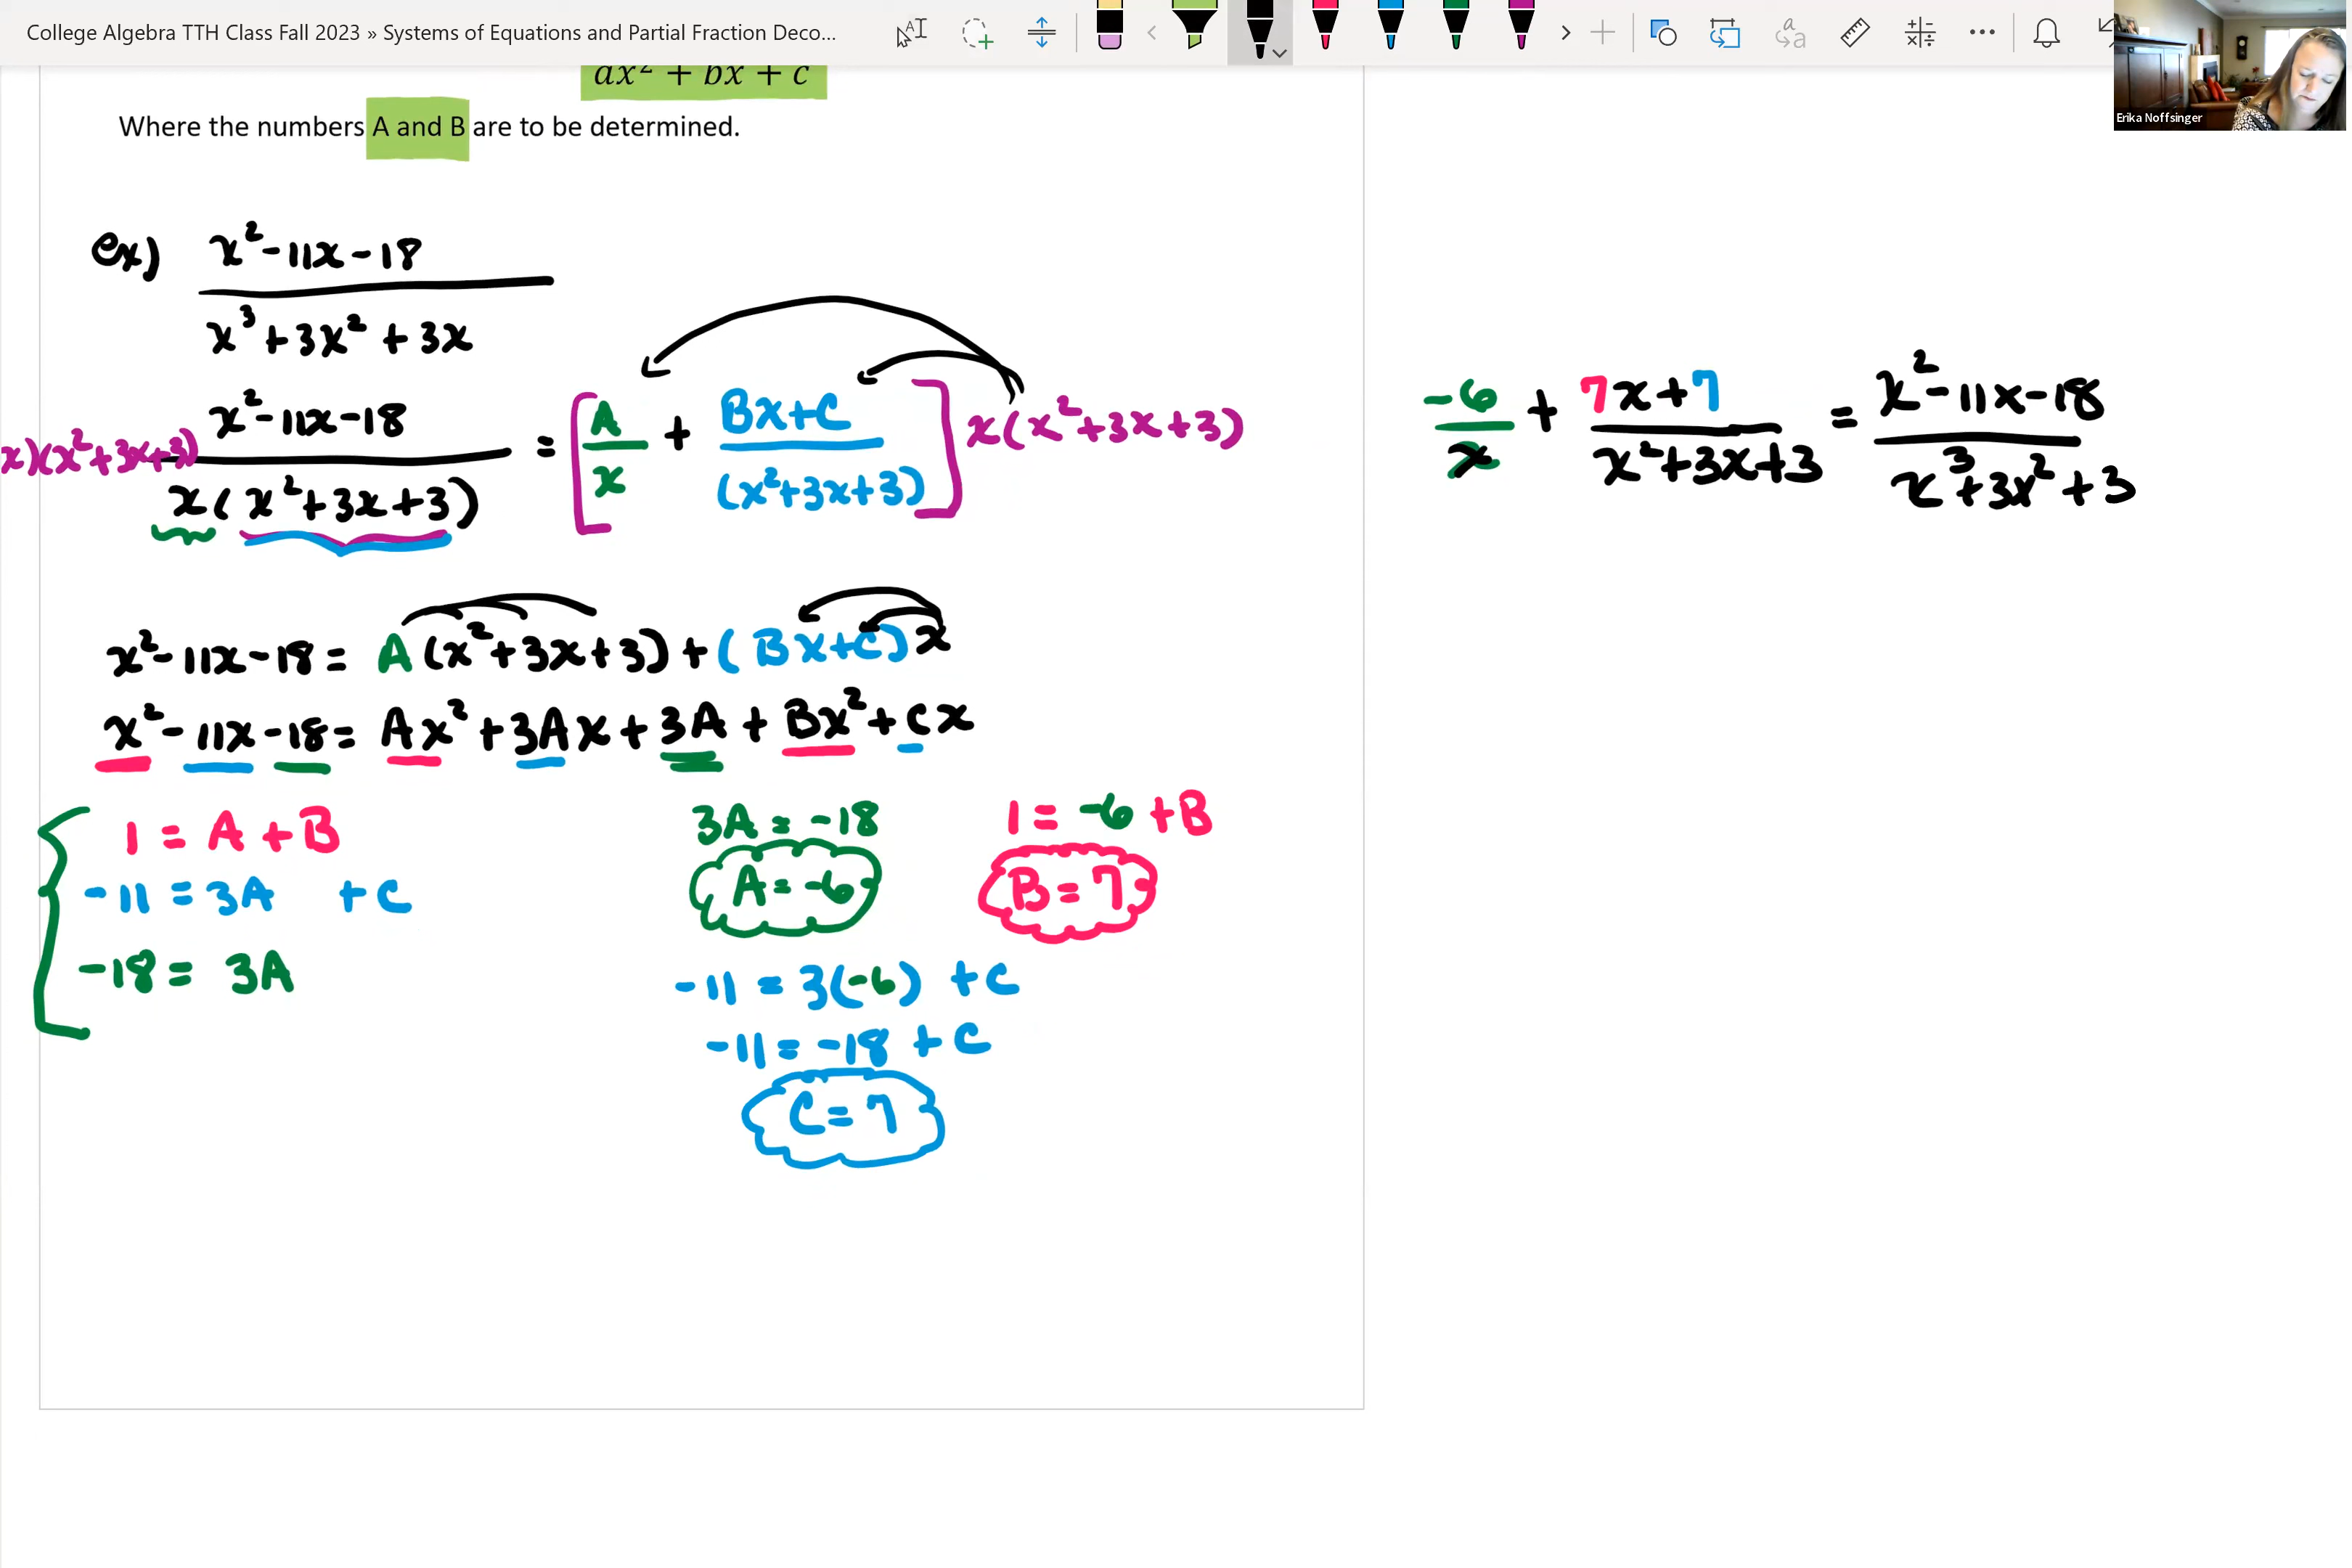 College Algebra TTH Class Fall 2023 » Systems of Equations and Partial Fraction Deco...
Erika Noffsinger
ax² + bx + c
Where the numbers A and B are to be determined.
ex) (x² - 11x - 18)/(x³ + 3x² + 3x)
x)(x²+3x+3) (x² - 11x - 18)/(x(x² + 3x + 3)) = [A/x + (Bx+C)/(x²+3x+3)] x(x²+3x+3)
x² - 11x - 18 = A(x² + 3x + 3) + (Bx + C)x
x² - 11x - 18 = Ax² + 3Ax + 3A + Bx² + Cx
1 = A + B
-11 = 3A + C
-18 = 3A
3A = -18
A = -6
1 = -6 + B
B = 7
-11 = 3(-6) + C
-11 = -18 + C
C = 7
-6/x + (7x+7)/(x²+3x+3) = (x² - 11x - 18)/(x³ + 3x² + 3